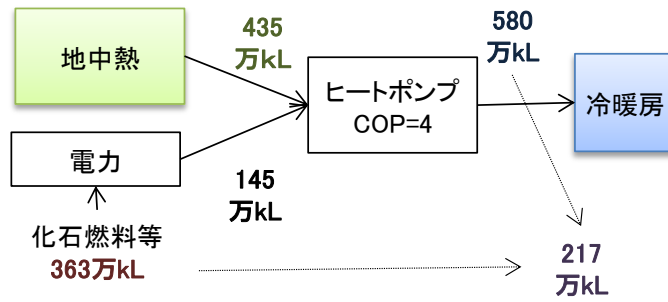 地中熱
435
万kL
580
万kL
ヒートポンプ
COP=4
冷暖房
電力
145
万kL
化石燃料等
363万kL
217
万kL